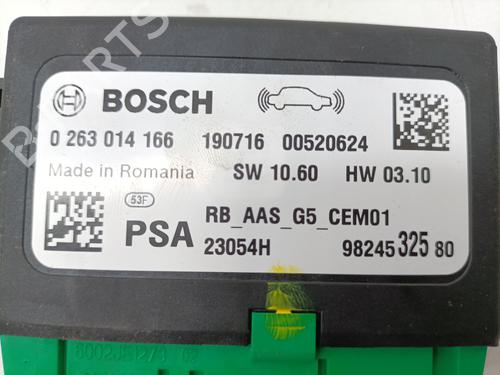 BOSCH
0 263 014 166 190716 00520624
Made in Romania SW 10.60 HW 03.10
53F RB_AAS_G5_CEM01
PSA 23054H 98245 325 80